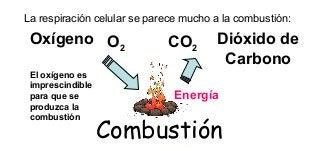 La respiración celular se parece mucho a la combustión:
Oxígeno O2 CO2 Dióxido de
Carbono
El oxígeno es
imprescindible
para que se
produzca la
combustión
Energía
Combustión